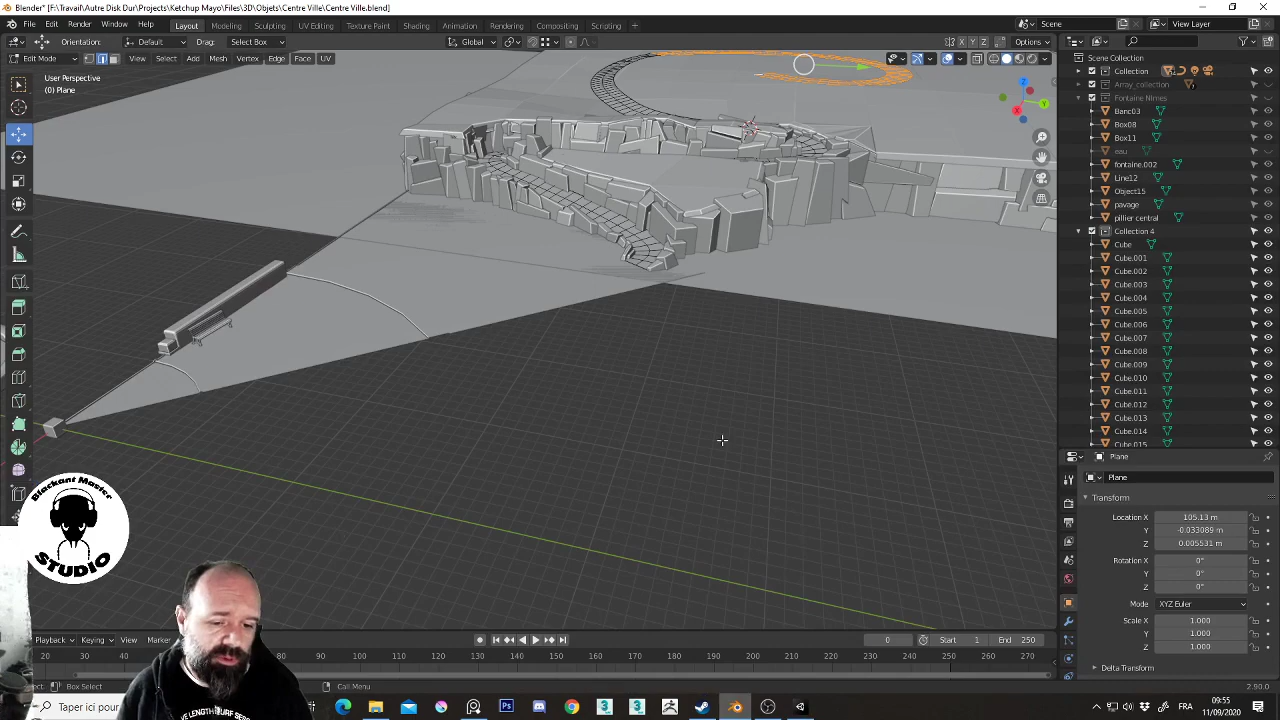 Blender* [F:\Travail\Autre Disk Dur\Projects\Ketchup Mayo\Files\3D\Objets\Centre Ville\Centre Ville.blend]
File Edit Render Window Help Layout Modeling Sculpting UV Editing Texture Paint Shading Animation Rendering Compositing Scripting + Scene View Layer
Orientation: Default Drag: Select Box Global X Y Z Options
Edit Mode View Select Add Mesh Vertex Edge Face UV
User Perspective
(0) Plane
Scene Collection
Collection
Array_collection
Fontaine Nîmes
Banc03
Box08
Box11
eau
fontaine.002
Line12
Object15
pavage
pillier central
Collection 4
Cube
Cube.001
Cube.002
Cube.003
Cube.004
Cube.005
Cube.006
Cube.007
Cube.008
Cube.009
Cube.010
Cube.011
Cube.012
Cube.013
Cube.014
Cube.015
Plane
Plane
Transform
Location X 105.13 m
Y -0.033089 m
Z 0.005531 m
Rotation X 0°
Y 0°
Z 0°
Mode XYZ Euler
Scale X 1.000
Y 1.000
Z 1.000
Delta Transform
Blackant Master
STUDIO
Playback Keying View Marker 0 Start 1 End 250
20 30 40 80 90 100 110 120 130 140 150 160 170 180 190 200 210 220 230 240 250 260 270
Box Select Call Menu 2.90.0
Taper ici pour
FRA 09:55
11/09/2020